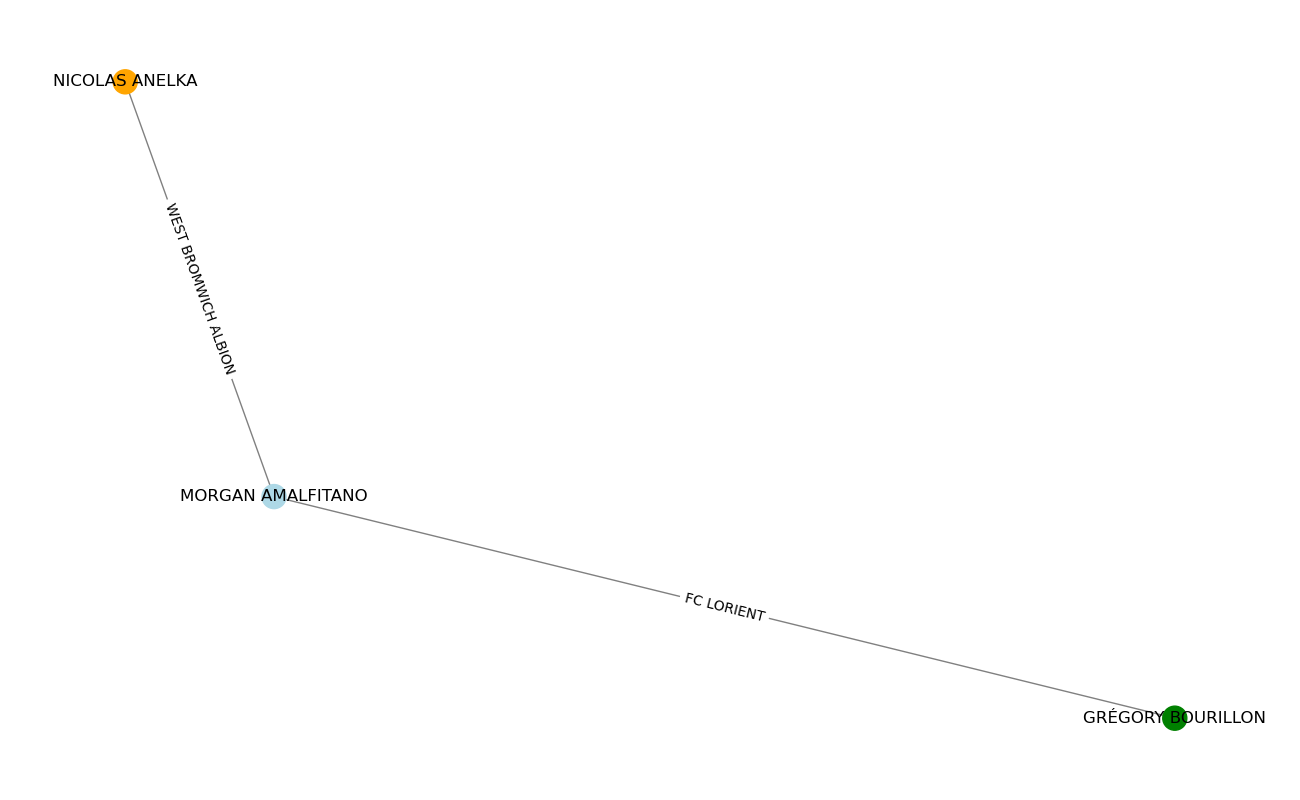 NICOLAS ANELKA
WEST BROMWICH ALBION
MORGAN AMALFITANO
FC LORIENT
GRÉGORY BOURILLON